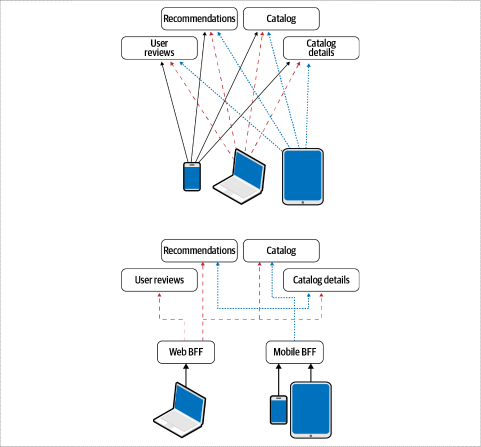 Recommendations
Catalog
User
reviews
Catalog
details
Recommendations
Catalog
User reviews
Catalog details
Web BFF
Mobile BFF